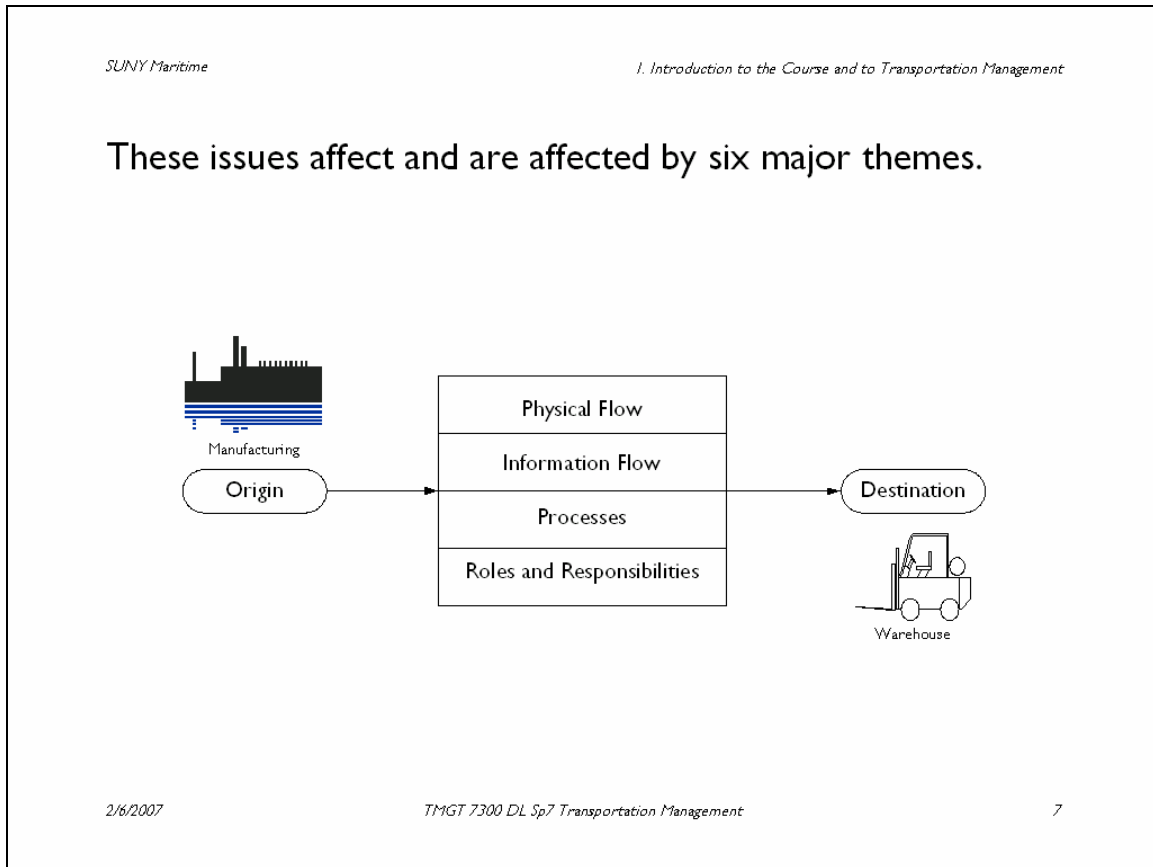 SUNY Maritime
1. Introduction to the Course and to Transportation Management
These issues affect and are affected by six major themes.
Manufacturing
Origin
Physical Flow
Information Flow
Processes
Roles and Responsibilities
Destination
Warehouse
2/6/2007
TMGT 7300 DL Sp7 Transportation Management
7